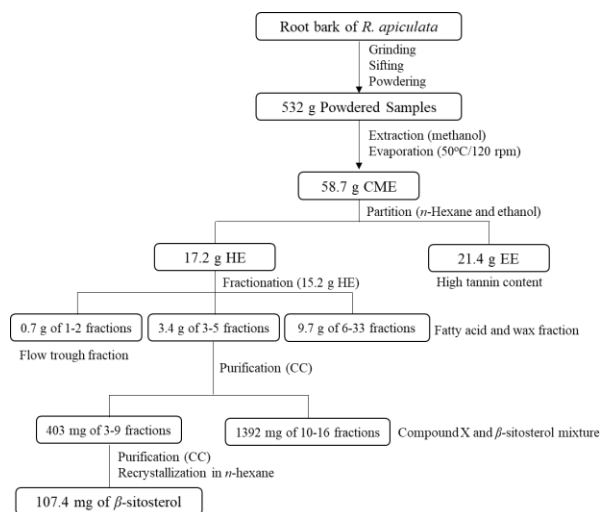 Root bark of R. apiculata
Grinding
Sifting
Powdering
532 g Powdered Samples
Extraction (methanol)
Evaporation (50°C/120 rpm)
58.7 g CME
Partition (n-Hexane and ethanol)
17.2 g HE
21.4 g EE
High tannin content
Fractionation (15.2 g HE)
0.7 g of 1-2 fractions
3.4 g of 3-5 fractions
9.7 g of 6-33 fractions
Fatty acid and wax fraction
Flow trough fraction
Purification (CC)
403 mg of 3-9 fractions
1392 mg of 10-16 fractions
Compound X and β-sitosterol mixture
Purification (CC)
Recrystallization in n-hexane
107.4 mg of β-sitosterol